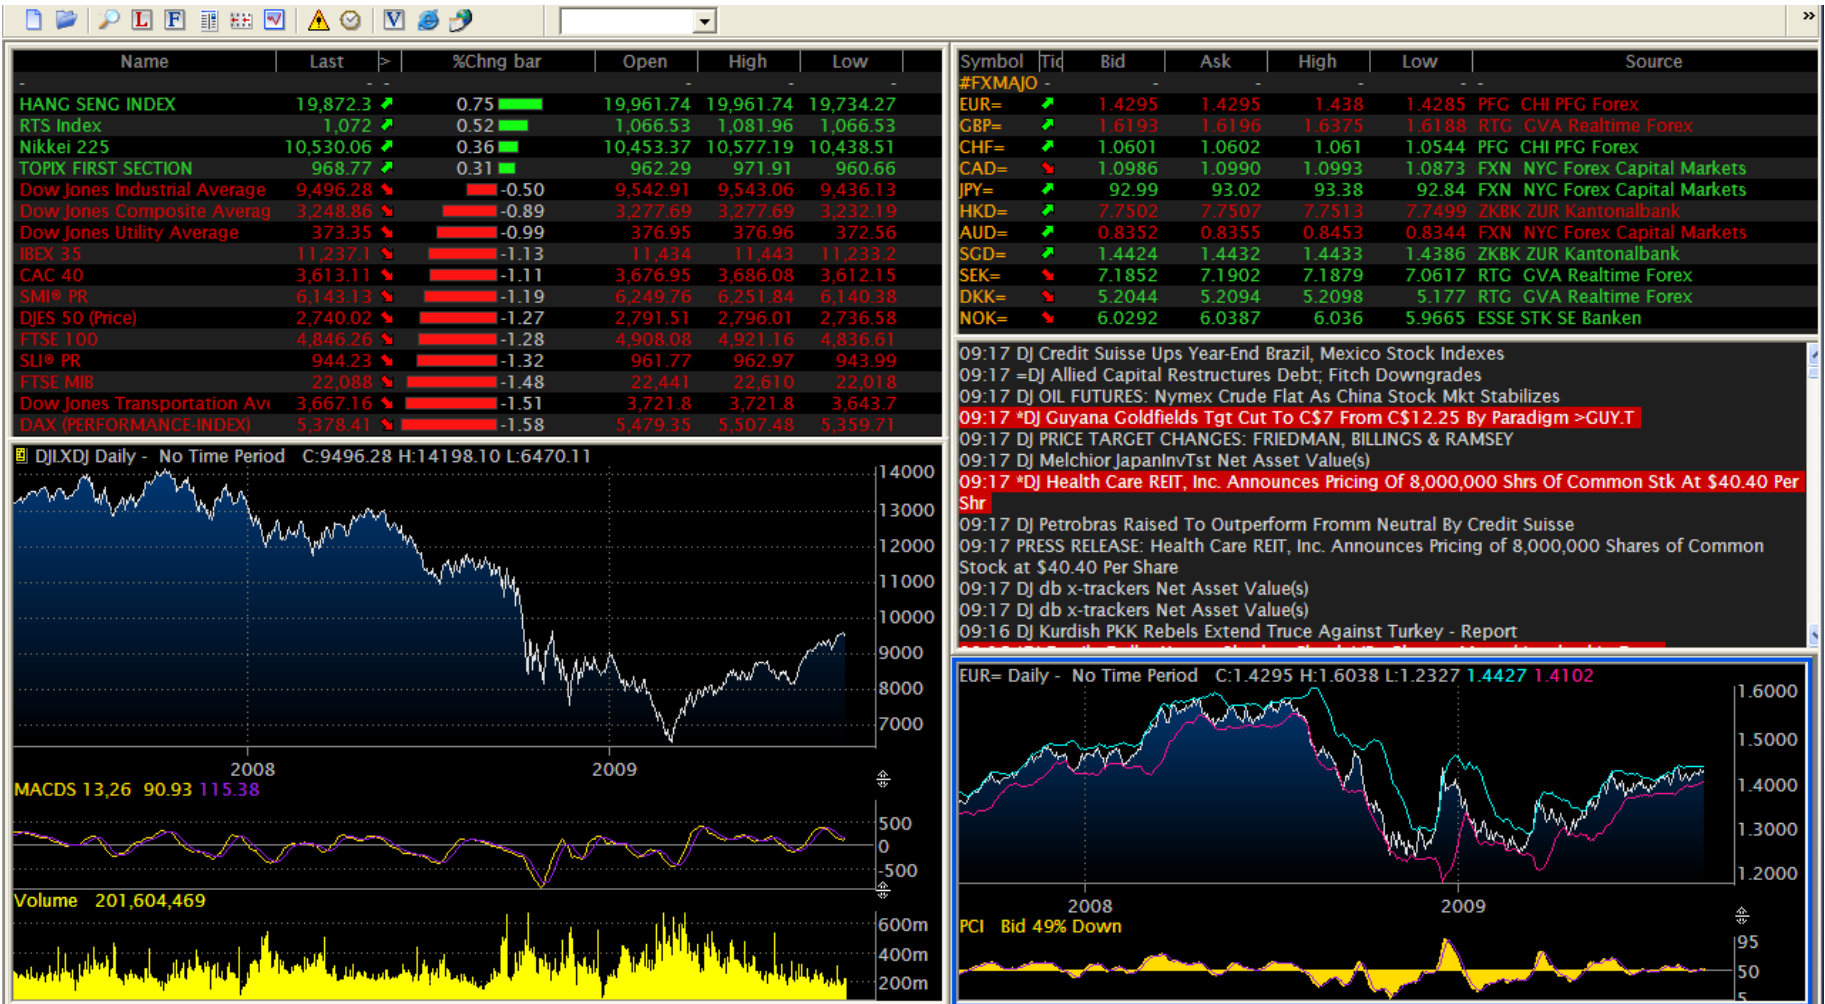 L F V
Name Last > %Chng bar Open High Low
- - - - - -
HANG SENG INDEX 19,872.3 0.75 19,961.74 19,961.74 19,734.27
RTS Index 1,072 0.52 1,066.53 1,081.96 1,066.53
Nikkei 225 10,530.06 0.36 10,453.37 10,577.19 10,438.51
TOPIX FIRST SECTION 968.77 0.31 962.29 971.91 960.66
Dow Jones Industrial Average 9,496.28 -0.50 9,542.91 9,543.06 9,436.13
Dow Jones Composite Averag 3,248.86 -0.89 3,277.69 3,277.69 3,232.19
Dow Jones Utility Average 373.35 -0.99 376.95 376.96 372.56
IBEX 35 11,237.1 -1.13 11,434 11,443 11,233.2
CAC 40 3,613.11 -1.11 3,676.95 3,686.08 3,612.15
SMI® PR 6,143.13 -1.19 6,249.76 6,251.84 6,140.38
DJES 50 (Price) 2,740.02 -1.27 2,791.51 2,796.01 2,736.58
FTSE 100 4,846.26 -1.28 4,908.08 4,921.16 4,836.61
SLI® PR 944.23 -1.32 961.77 962.97 943.99
FTSE MIB 22,088 -1.48 22,441 22,610 22,018
Dow Jones Transportation Av 3,667.16 -1.51 3,721.8 3,721.8 3,643.7
DAX (PERFORMANCE-INDEX) 5,378.41 -1.58 5,479.35 5,507.48 5,359.71
Symbol Tic Bid Ask High Low Source
#FXMAJO - - - - - -
EUR= 1.4295 1.4295 1.438 1.4285 PFG CHI PFG Forex
GBP= 1.6193 1.6196 1.6375 1.6188 RTG GVA Realtime Forex
CHF= 1.0601 1.0602 1.061 1.0544 PFG CHI PFG Forex
CAD= 1.0986 1.0990 1.0993 1.0873 FXN NYC Forex Capital Markets
JPY= 92.99 93.02 93.38 92.84 FXN NYC Forex Capital Markets
HKD= 7.7502 7.7507 7.7513 7.7499 ZKBK ZUR Kantonalbank
AUD= 0.8352 0.8355 0.8453 0.8344 FXN NYC Forex Capital Markets
SGD= 1.4424 1.4432 1.4433 1.4386 ZKBK ZUR Kantonalbank
SEK= 7.1852 7.1902 7.1879 7.0617 RTG GVA Realtime Forex
DKK= 5.2044 5.2094 5.2098 5.177 RTG GVA Realtime Forex
NOK= 6.0292 6.0387 6.036 5.9665 ESSE STK SE Banken
09:17 DJ Credit Suisse Ups Year-End Brazil, Mexico Stock Indexes
09:17 =DJ Allied Capital Restructures Debt; Fitch Downgrades
09:17 DJ OIL FUTURES: Nymex Crude Flat As China Stock Mkt Stabilizes
09:17 *DJ Guyana Goldfields Tgt Cut To C$7 From C$12.25 By Paradigm >GUY.T
09:17 DJ PRICE TARGET CHANGES: FRIEDMAN, BILLINGS & RAMSEY
09:17 DJ Melchior JapanInvTst Net Asset Value(s)
09:17 *DJ Health Care REIT, Inc. Announces Pricing Of 8,000,000 Shrs Of Common Stk At $40.40 Per
Shr
09:17 DJ Petrobras Raised To Outperform Fromm Neutral By Credit Suisse
09:17 PRESS RELEASE: Health Care REIT, Inc. Announces Pricing of 8,000,000 Shares of Common
Stock at $40.40 Per Share
09:17 DJ db x-trackers Net Asset Value(s)
09:17 DJ db x-trackers Net Asset Value(s)
09:16 DJ Kurdish PKK Rebels Extend Truce Against Turkey - Report
DJI.XDJ Daily - No Time Period C:9496.28 H:14198.10 L:6470.11
14000
13000
12000
11000
10000
9000
8000
7000
2008 2009
MACDS 13,26 90.93 115.38
500
0
-500
Volume 201,604,469
600m
400m
200m
EUR= Daily - No Time Period C:1.4295 H:1.6038 L:1.2327 1.4427 1.4102
1.6000
1.5000
1.4000
1.3000
1.2000
2008 2009
PCI Bid 49% Down
95
50
5